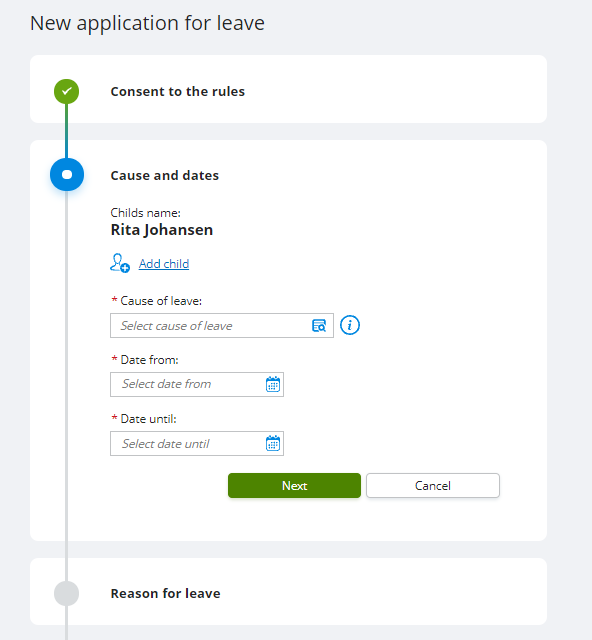 New application for leave
Consent to the rules
Cause and dates
Childs name:
Rita Johansen
Add child
* Cause of leave:
Select cause of leave
* Date from:
Select date from
* Date until:
Select date until
Next Cancel
Reason for leave